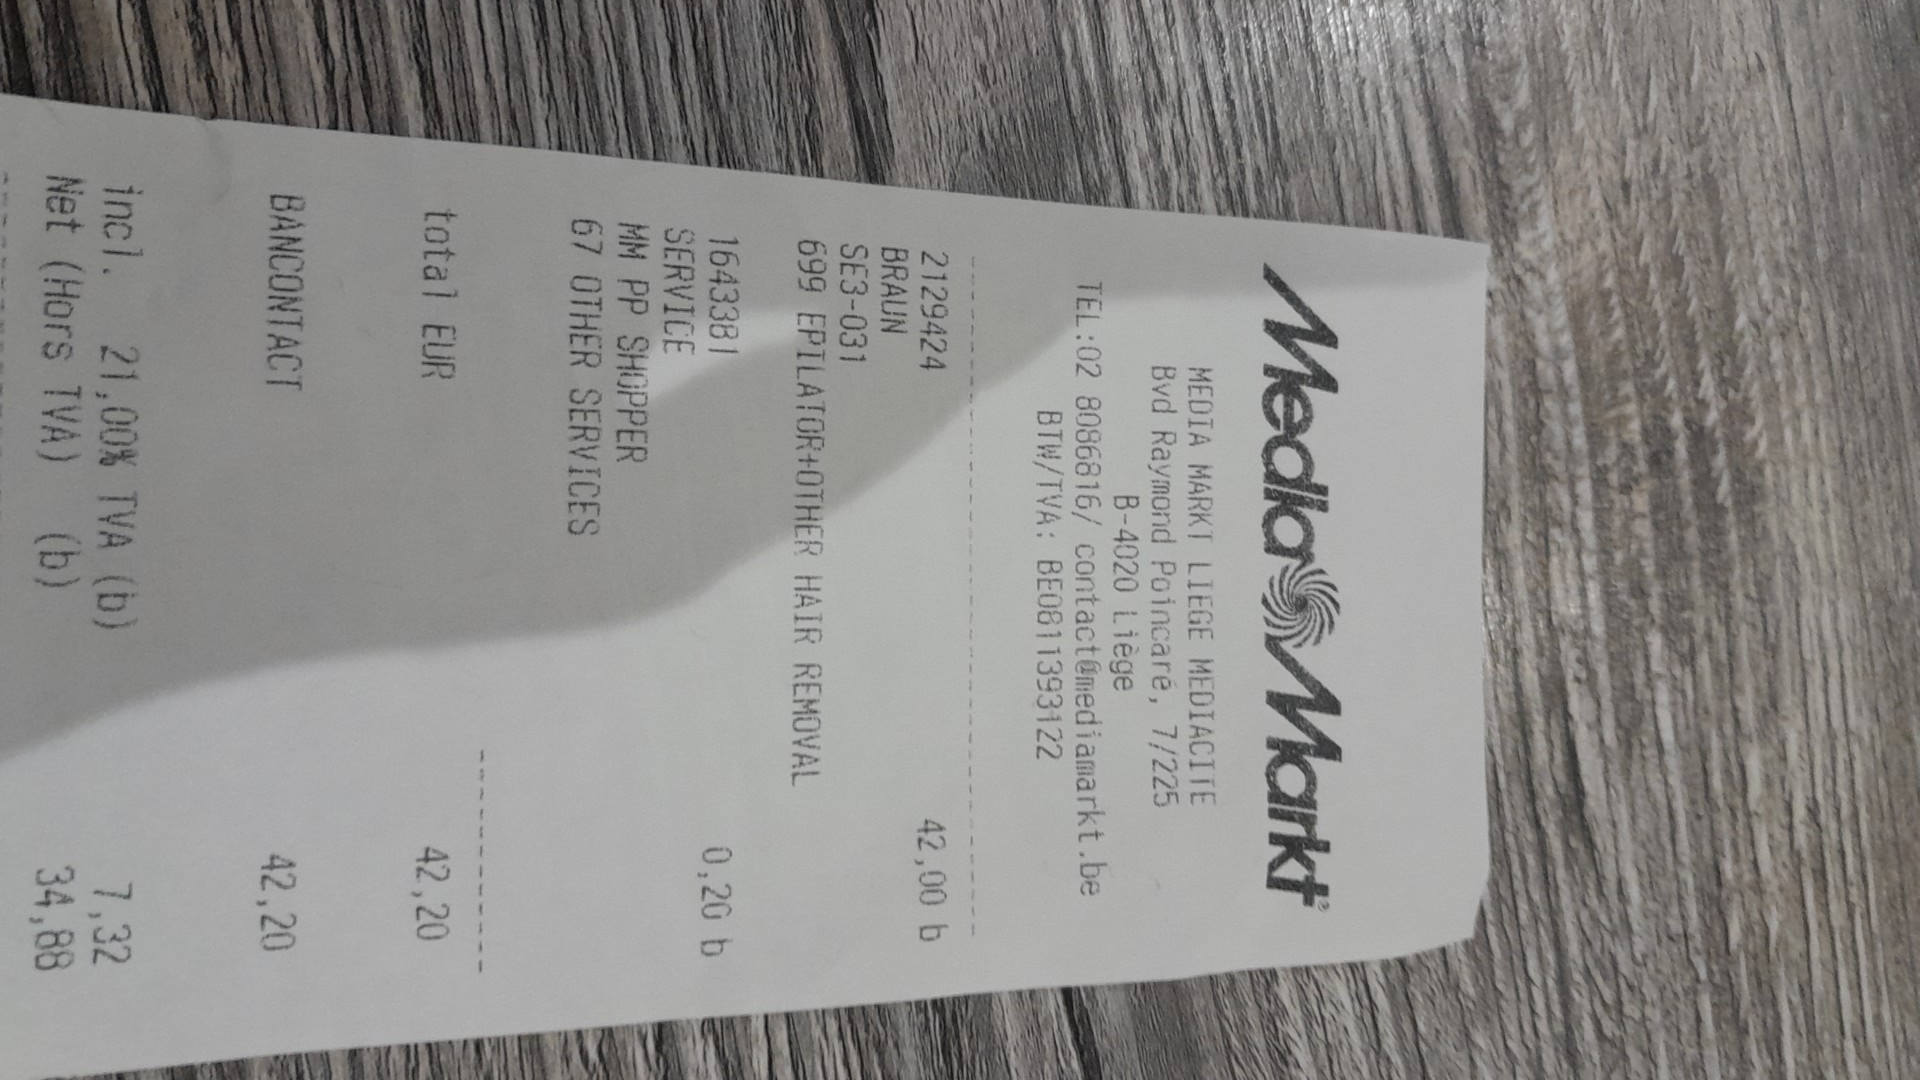 MediaMarkt®
MEDIA MARKT LIEGE MEDIACITE
Bvd Raymond Poincaré, 7/225
B-4020 Liège
TEL:02 8086816/ contact@mediamarkt.be
BTW/TVA: BE0811393122
2129424 42,00 b
BRAUN
SE3-031
699 EPILATOR+OTHER HAIR REMOVAL
1643381 0,20 b
SERVICE
MM PP SHOPPER
67 OTHER SERVICES
total EUR 42,20
BANCONTACT 42,20
incl. 21,00% TVA (b) 7,32
Net (Hors TVA) (b) 34,88